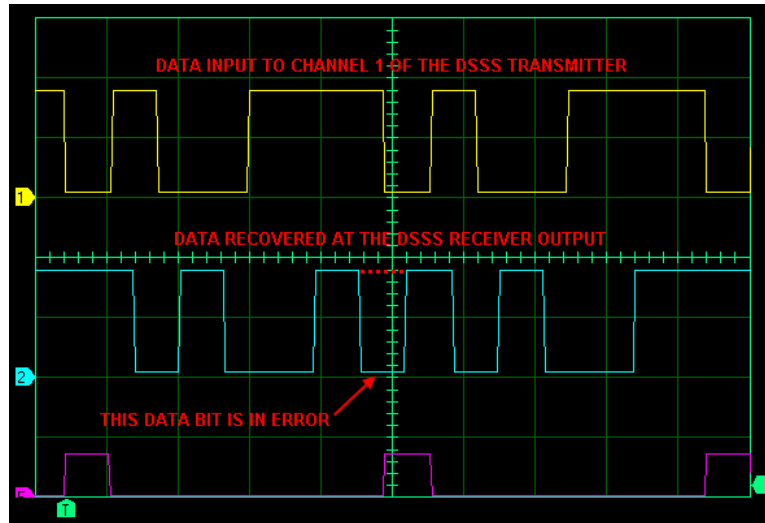 DATA INPUT TO CHANNEL 1 OF THE DSSS TRANSMITTER
1
DATA RECOVERED AT THE DSSS RECEIVER OUTPUT
2
THIS DATA BIT IS IN ERROR
T